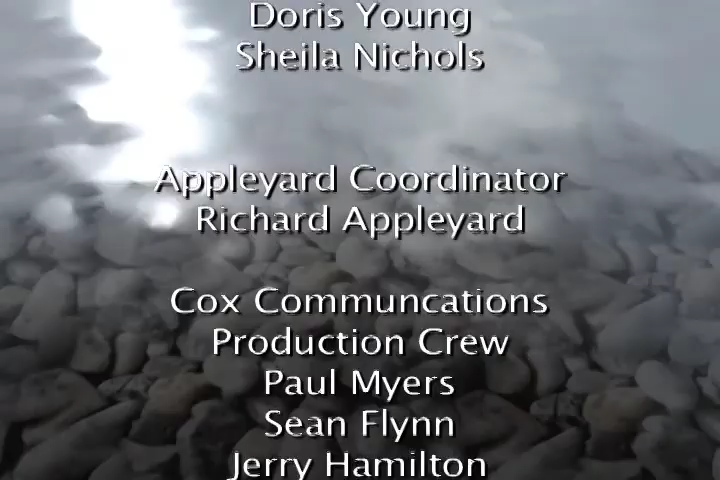 Doris Young
Sheila Nichols
Appleyard Coordinator
Richard Appleyard
Cox Communcations
Production Crew
Paul Myers
Sean Flynn
Jerry Hamilton